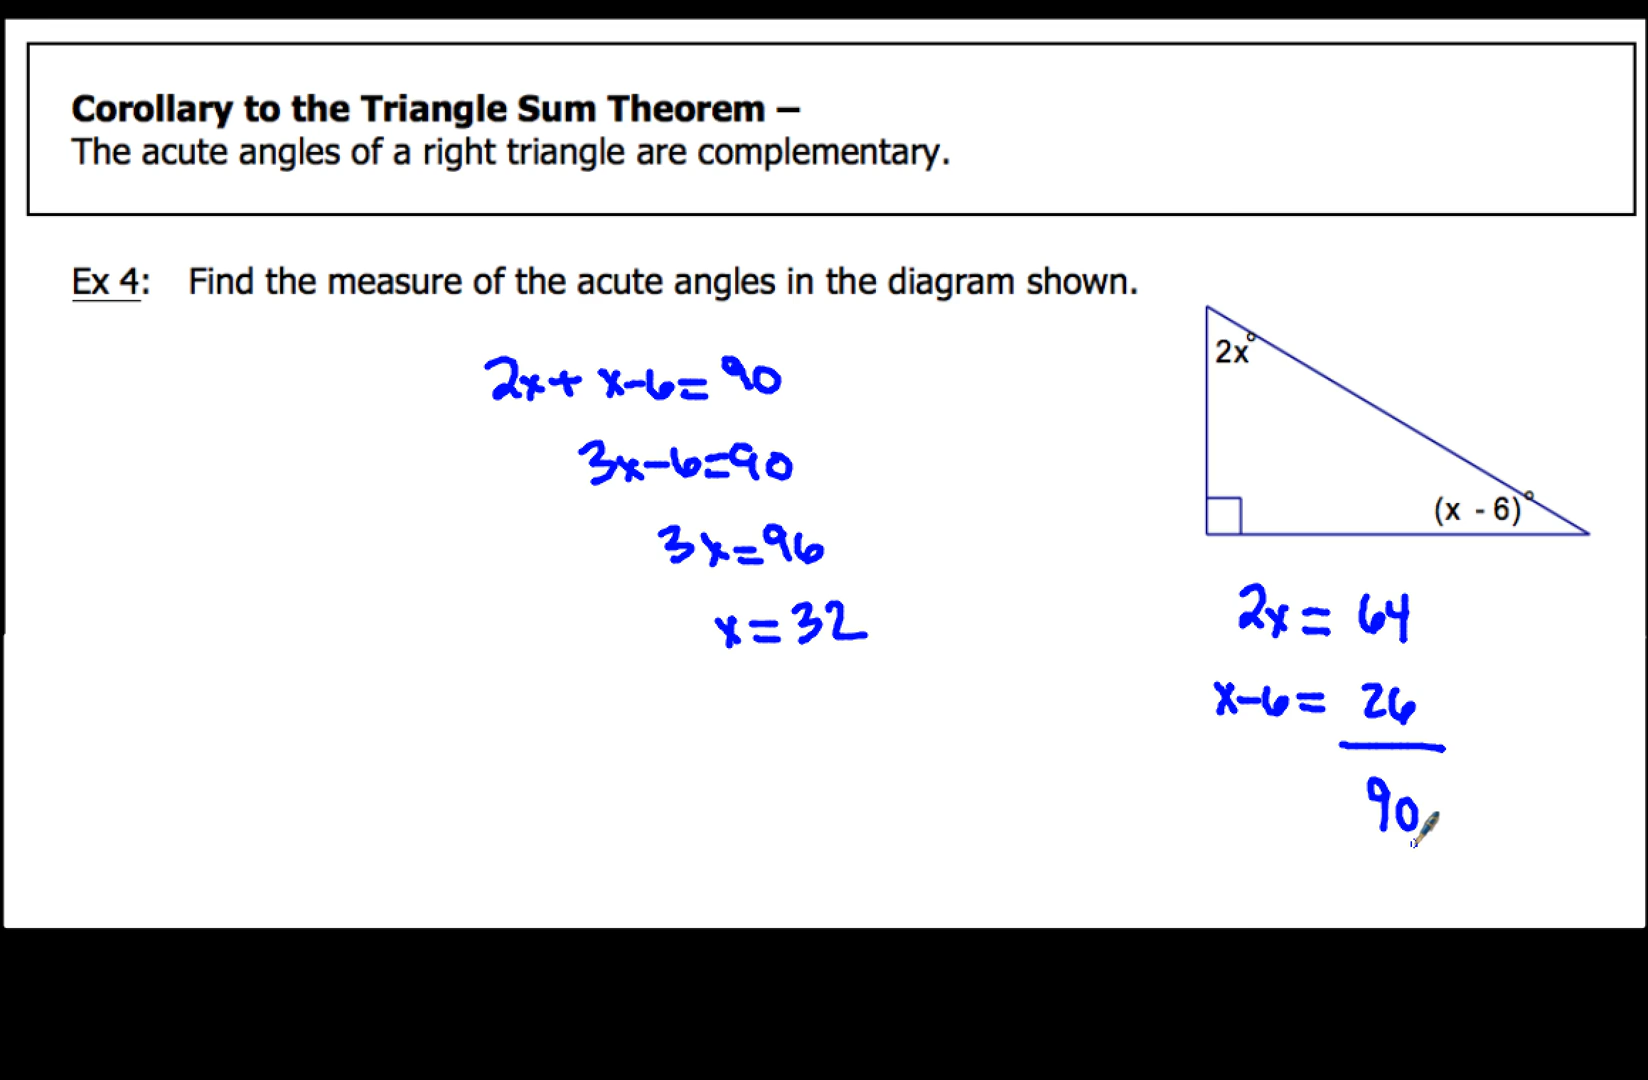 Corollary to the Triangle Sum Theorem –
The acute angles of a right triangle are complementary.
Ex 4: Find the measure of the acute angles in the diagram shown.
2x + x-6 = 90
3x-6=90
3x=96
x=32
2x°
(x - 6)°
2x = 64
x-6 = 26
90